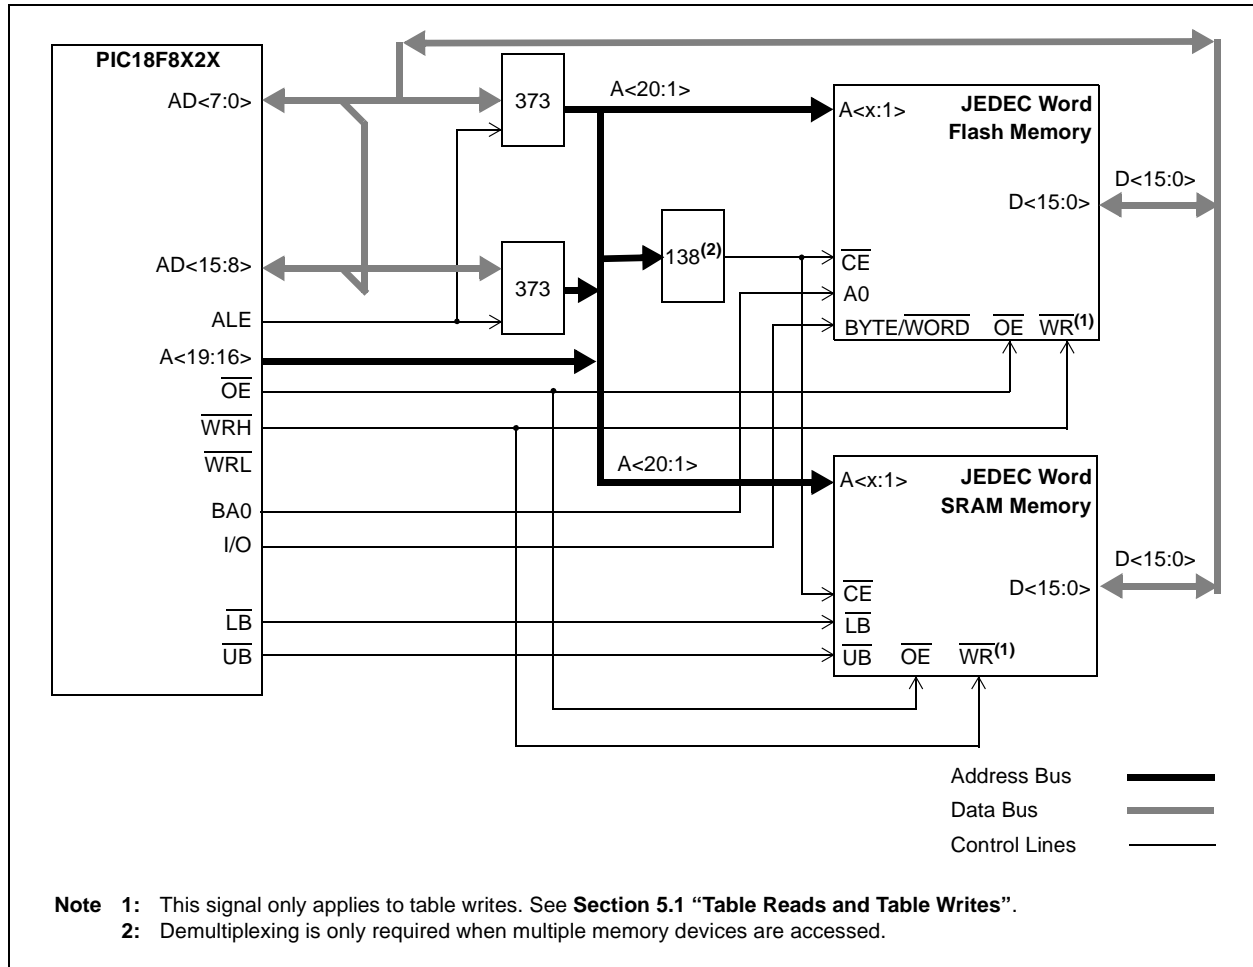 PIC18F8X2X
AD<7:0>
373
A<20:1>
A<x:1>
JEDEC Word
Flash Memory
D<15:0>
D<15:0>
AD<15:8>
373
138(2)
CE
A0
BYTE/WORD
OE
WR(1)
ALE
A<19:16>
OE
WRH
WRL
BA0
I/O
LB
UB
A<20:1>
A<x:1>
JEDEC Word
SRAM Memory
D<15:0>
D<15:0>
CE
LB
UB
OE
WR(1)
Address Bus
Data Bus
Control Lines
Note 1: This signal only applies to table writes. See Section 5.1 “Table Reads and Table Writes”.
2: Demultiplexing is only required when multiple memory devices are accessed.